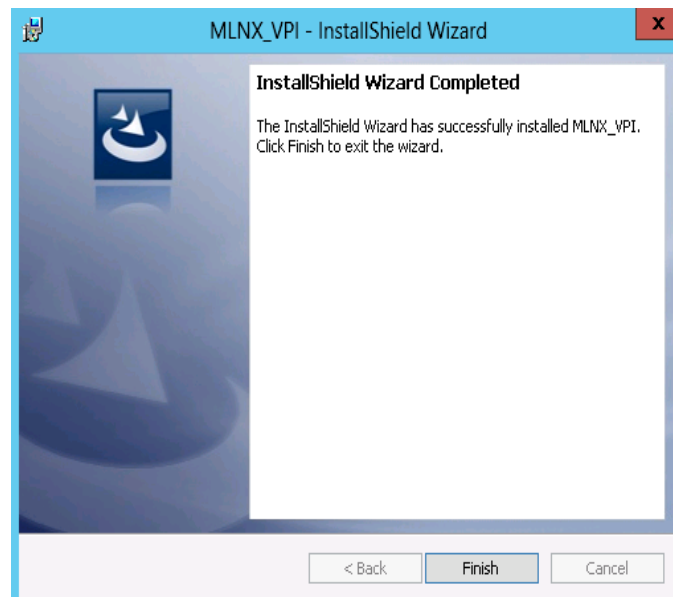 MLNX_VPI - InstallShield Wizard
x
InstallShield Wizard Completed
The InstallShield Wizard has successfully installed MLNX_VPI.
Click Finish to exit the wizard.
< Back Finish Cancel